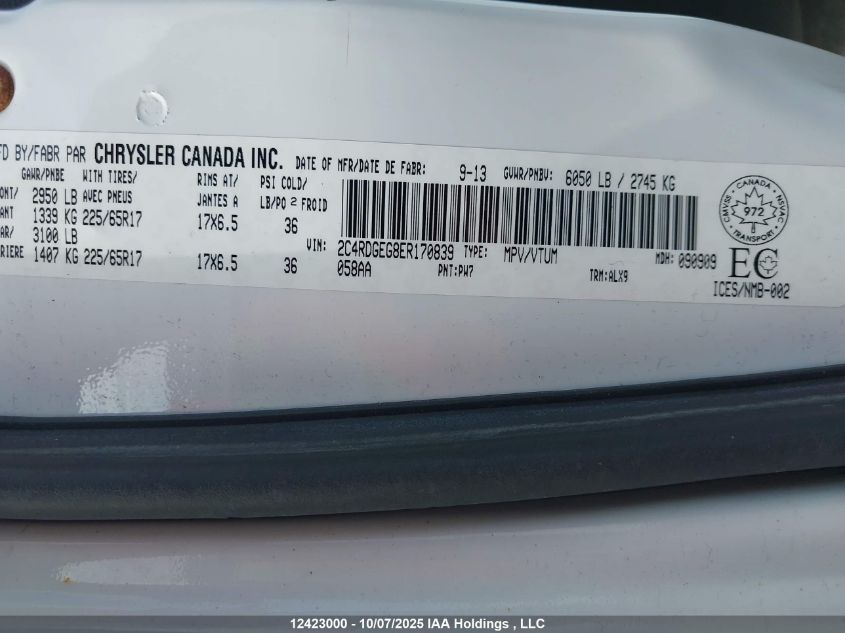 FD BY/FABR PAR CHRYSLER CANADA INC. DATE OF MFR/DATE DE FABR: 9-13 GVWR/PNBV: 6050 LB / 2745 KG
GAWR/PNBE WITH TIRES/ RIMS AT/ PSI COLD/
ONT/ 2950 LB AVEC PNEUS JANTES A LB/PO² FROID
ANT 1339 KG 225/65R17 17X6.5 36
AR/ 3100 LB VIN: 2C4RDGEG8ER170839 TYPE: MPV/VTUM MDH: 090909
RIERE 1407 KG 225/65R17 17X6.5 36 058AA PNT:PW7 TRM:ALX9
CANADA
CMVSS 972 NSVAC
TRANSPORT
EC
ICES/NMB-002
12423000 - 10/07/2025 IAA Holdings , LLC